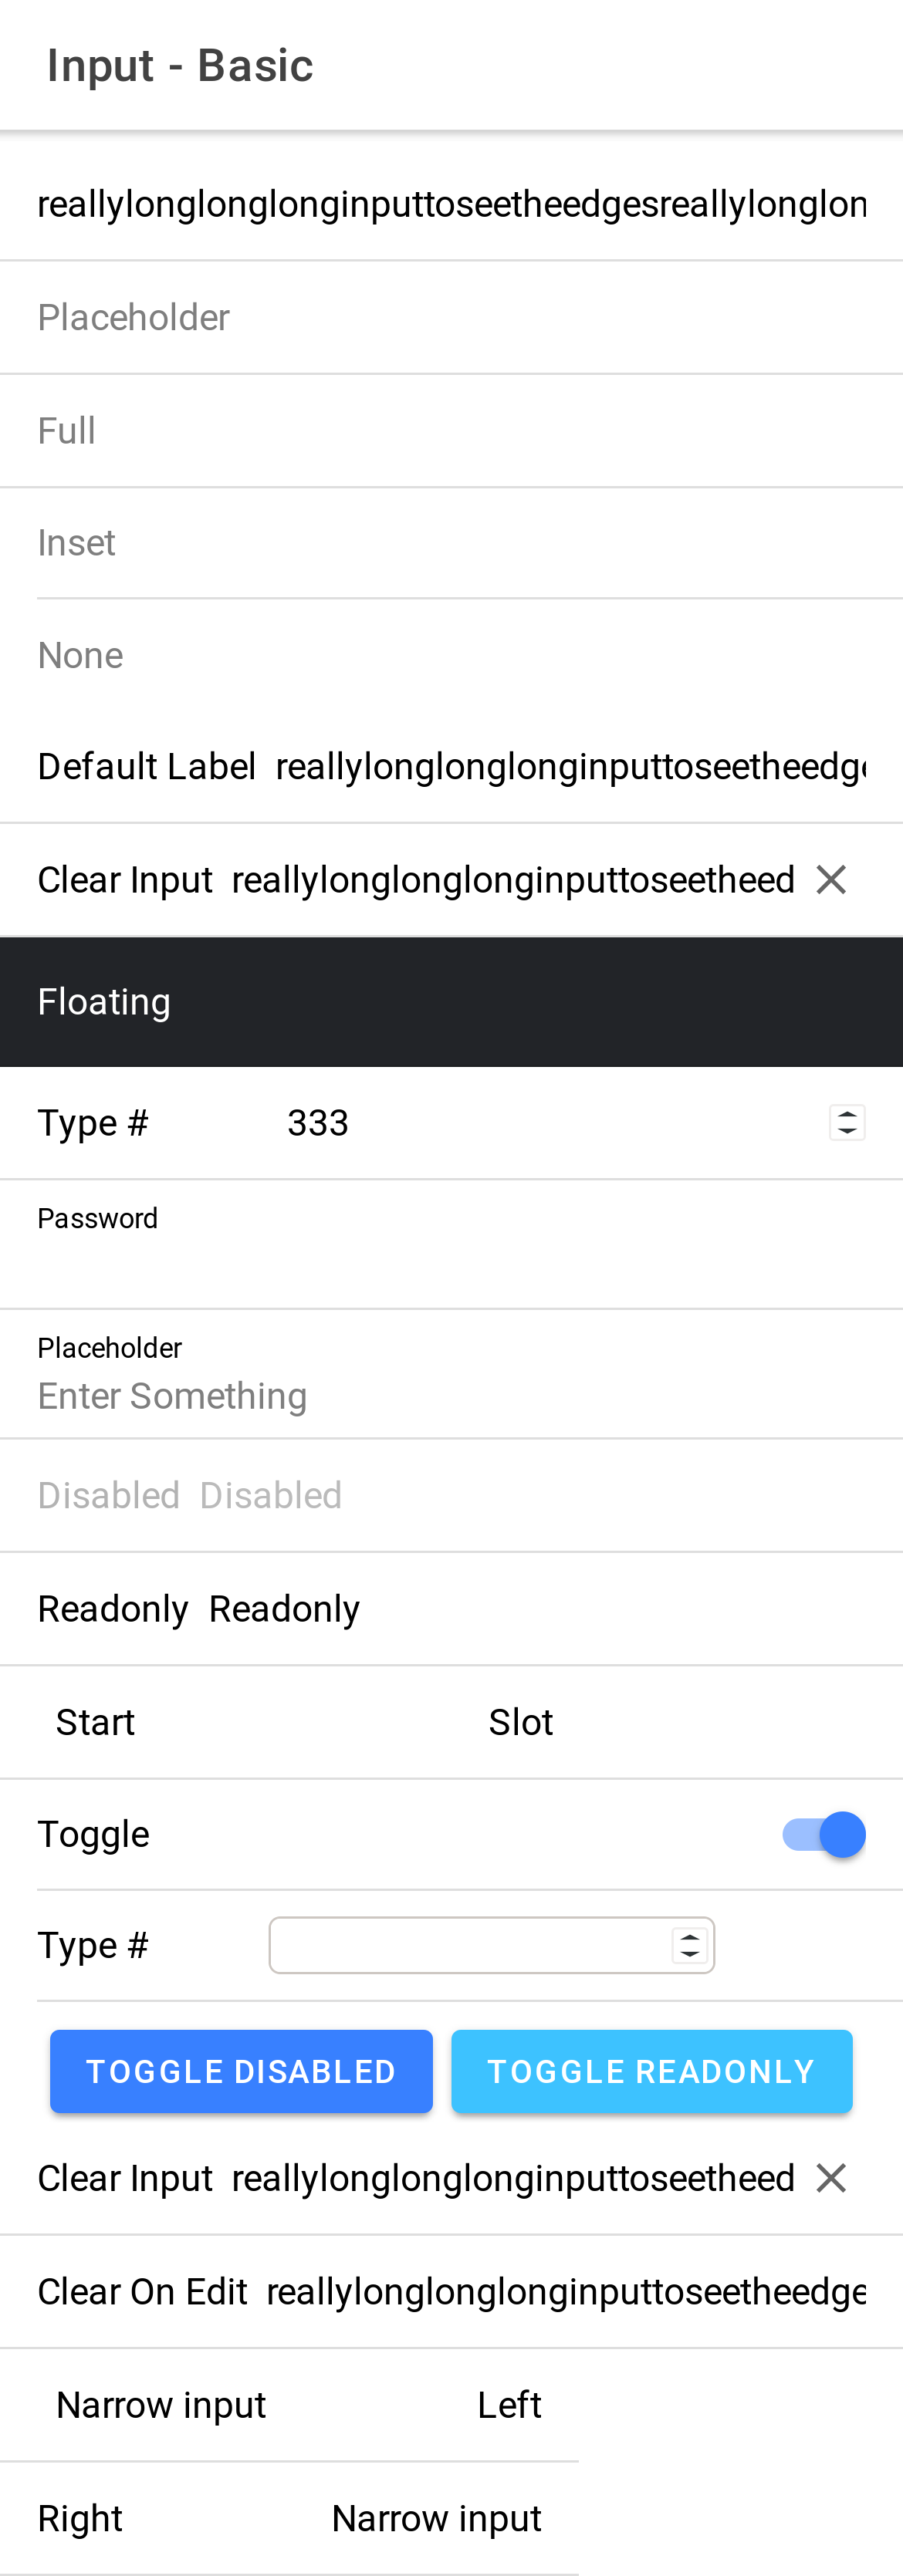 Input - Basic
reallylonglonglonginputtoseetheedgesreallylonglon
Placeholder
Full
Inset
None
Default Label reallylonglonglonginputtoseetheedge
Clear Input reallylonglonglonginputtoseetheed
Floating
Type # 333
Password
Placeholder
Enter Something
Disabled Disabled
Readonly Readonly
Start Slot
Toggle
Type #
TOGGLE DISABLED TOGGLE READONLY
Clear Input reallylonglonglonginputtoseetheed
Clear On Edit reallylonglonglonginputtoseetheedge
Narrow input Left
Right Narrow input